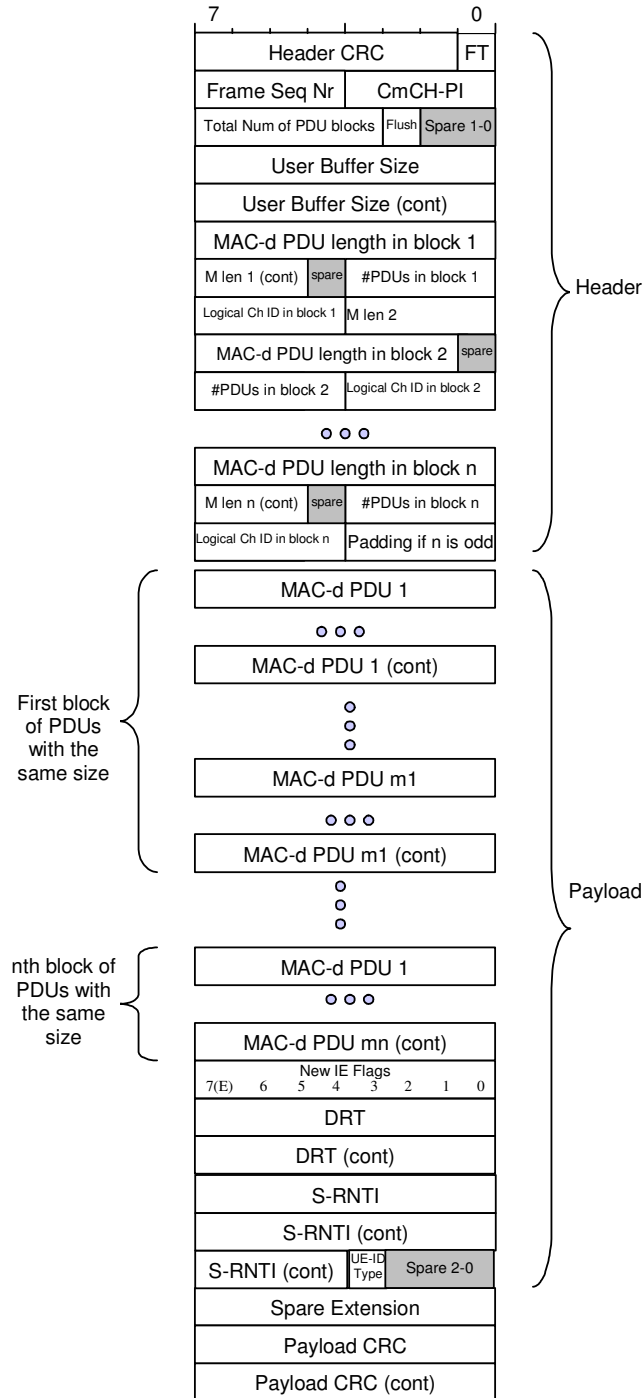 7 0
Header CRC FT
Frame Seq Nr CmCH-PI
Total Num of PDU blocks Flush Spare 1-0
User Buffer Size
User Buffer Size (cont)
MAC-d PDU length in block 1
M len 1 (cont) spare #PDUs in block 1
Logical Ch ID in block 1 M len 2
MAC-d PDU length in block 2 spare
#PDUs in block 2 Logical Ch ID in block 2
MAC-d PDU length in block n
M len n (cont) spare #PDUs in block n
Logical Ch ID in block n Padding if n is odd
Header
MAC-d PDU 1
MAC-d PDU 1 (cont)
MAC-d PDU m1
MAC-d PDU m1 (cont)
First block
of PDUs
with the
same size
Payload
MAC-d PDU 1
MAC-d PDU mn (cont)
nth block of
PDUs with
the same
size
New IE Flags
7(E) 6 5 4 3 2 1 0
DRT
DRT (cont)
S-RNTI
S-RNTI (cont)
S-RNTI (cont) UE-ID Type Spare 2-0
Spare Extension
Payload CRC
Payload CRC (cont)